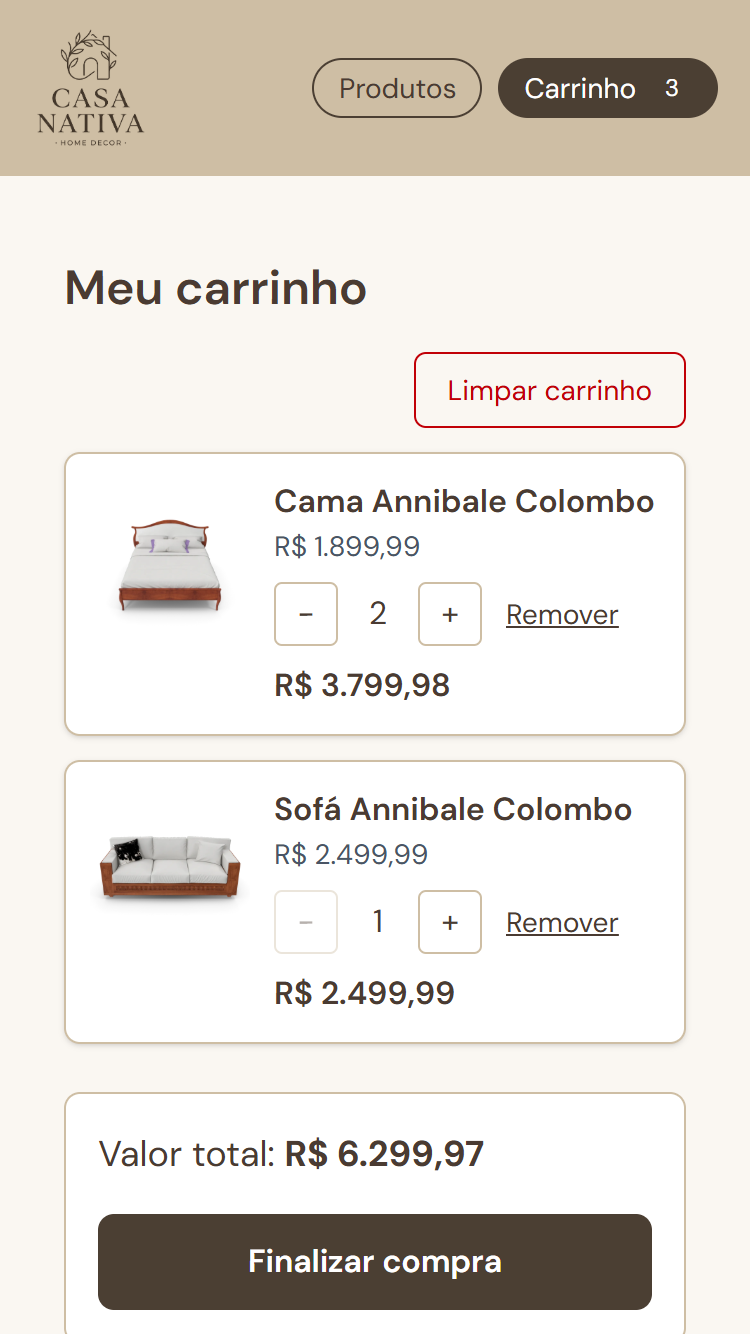 CASA
NATIVA
· HOME DECOR ·
Produtos
Carrinho 3
Meu carrinho
Limpar carrinho
Cama Annibale Colombo
R$ 1.899,99
- 2 + Remover
R$ 3.799,98
Sofá Annibale Colombo
R$ 2.499,99
- 1 + Remover
R$ 2.499,99
Valor total: R$ 6.299,97
Finalizar compra